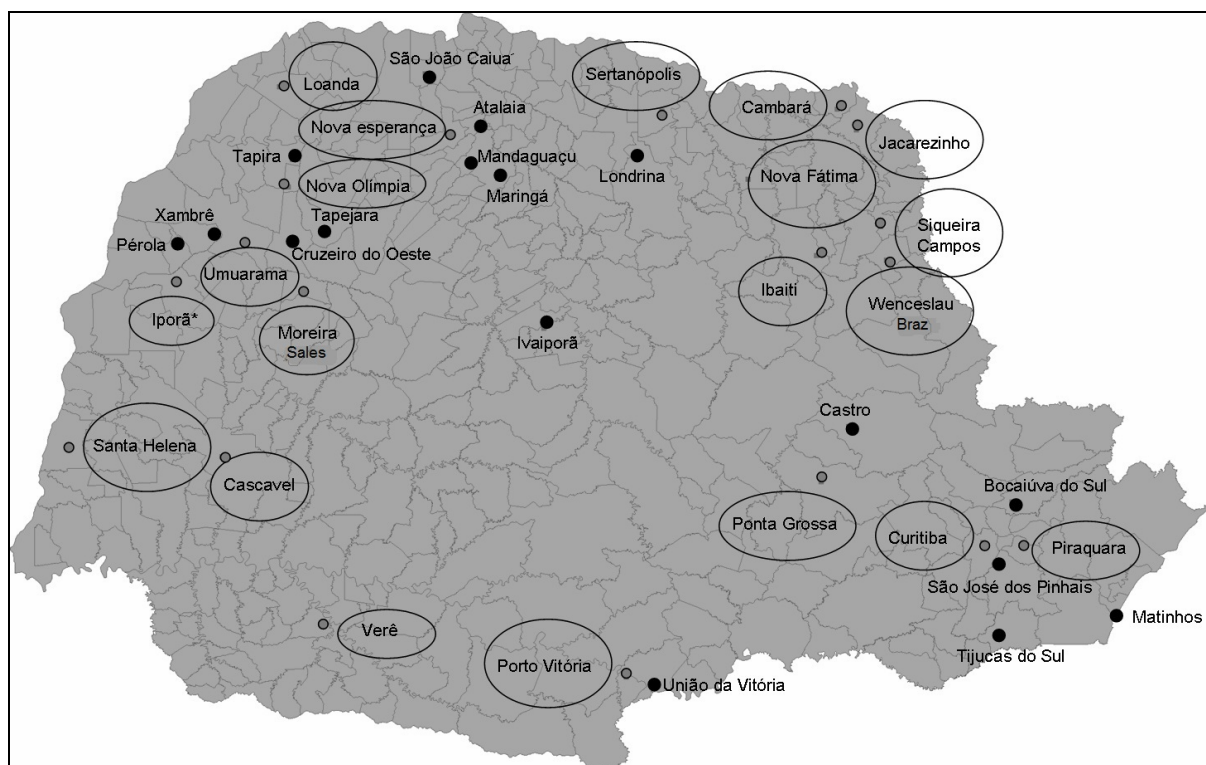 São João Caiua
Loanda
Sertanópolis
Cambará
Nova esperança
Atalaia
Jacarezinho
Tapira
Mandaguaçu
Londrina
Nova Fátima
Nova Olímpia
Maringá
Xambrê
Tapejara
Siqueira
Campos
Pérola
Cruzeiro do Oeste
Umuarama
Ibaiti
Iporã*
Wenceslau
Braz
Moreira
Sales
Ivaiporã
Castro
Santa Helena
Cascavel
Bocaiúva do Sul
Ponta Grossa
Curitiba
Piraquara
São José dos Pinhais
Matinhos
Verê
Tijucas do Sul
Porto Vitória
União da Vitória